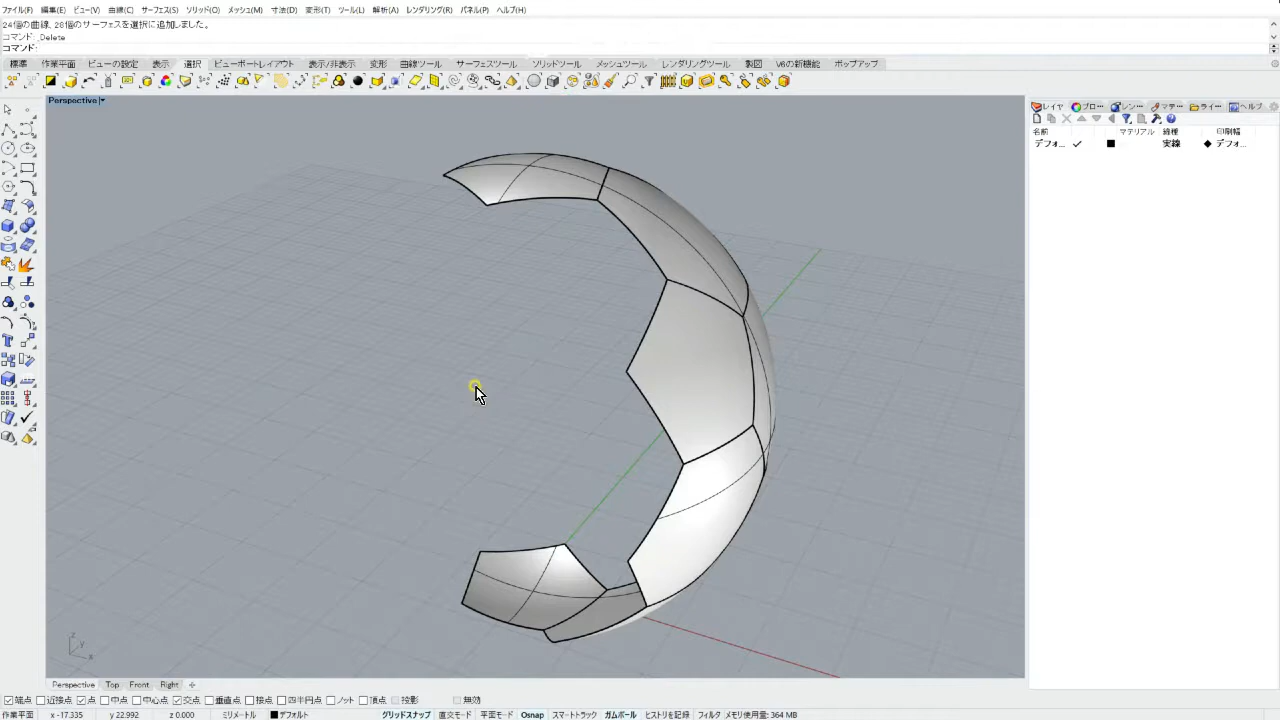 ファイル(F) 編集(E) ビュー(V) 曲線(C) サーフェス(S) ソリッド(O) メッシュ(M) 寸法(D) 変形(T) ツール(L) 解析(A) レンダリング(R) パネル(P) ヘルプ(H)
24個の曲線、28個のサーフェスを選択に追加しました。
コマンド: _Delete
コマンド:
標準 作業平面 ビューの設定 表示 選択 ビューポートレイアウト 表示/非表示 変形 曲線ツール サーフェスツール ソリッドツール メッシュツール レンダリングツール 製図 V6の新機能 ポップアップ
Perspective
レイヤ プロ... レン... マテ... ライ... ヘルプ
名前 マテリアル 線種 印刷幅
デフォ... 実線 デフォ...
z
y
x
Perspective Top Front Right
端点 近接点 点 中点 中心点 交点 垂直点 接点 四半円点 ノット 頂点 投影 無効
作業平面 x -17.335 y 22.992 z 0.000 ミリメートル デフォルト グリッドスナップ 直交モード 平面モード Osnap スマートトラック ガムボール ヒストリを記録 フィルタ メモリ使用量: 364 MB